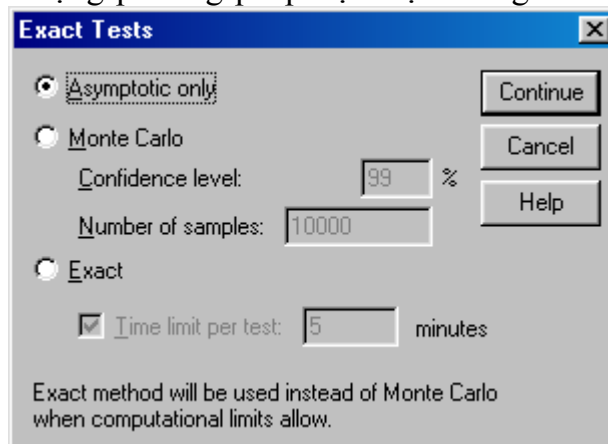 Exact Tests
Asymptotic only
Continue
Monte Carlo
Cancel
Confidence level: 99 %
Help
Number of samples: 10000
Exact
Time limit per test: 5 minutes
Exact method will be used instead of Monte Carlo
when computational limits allow.